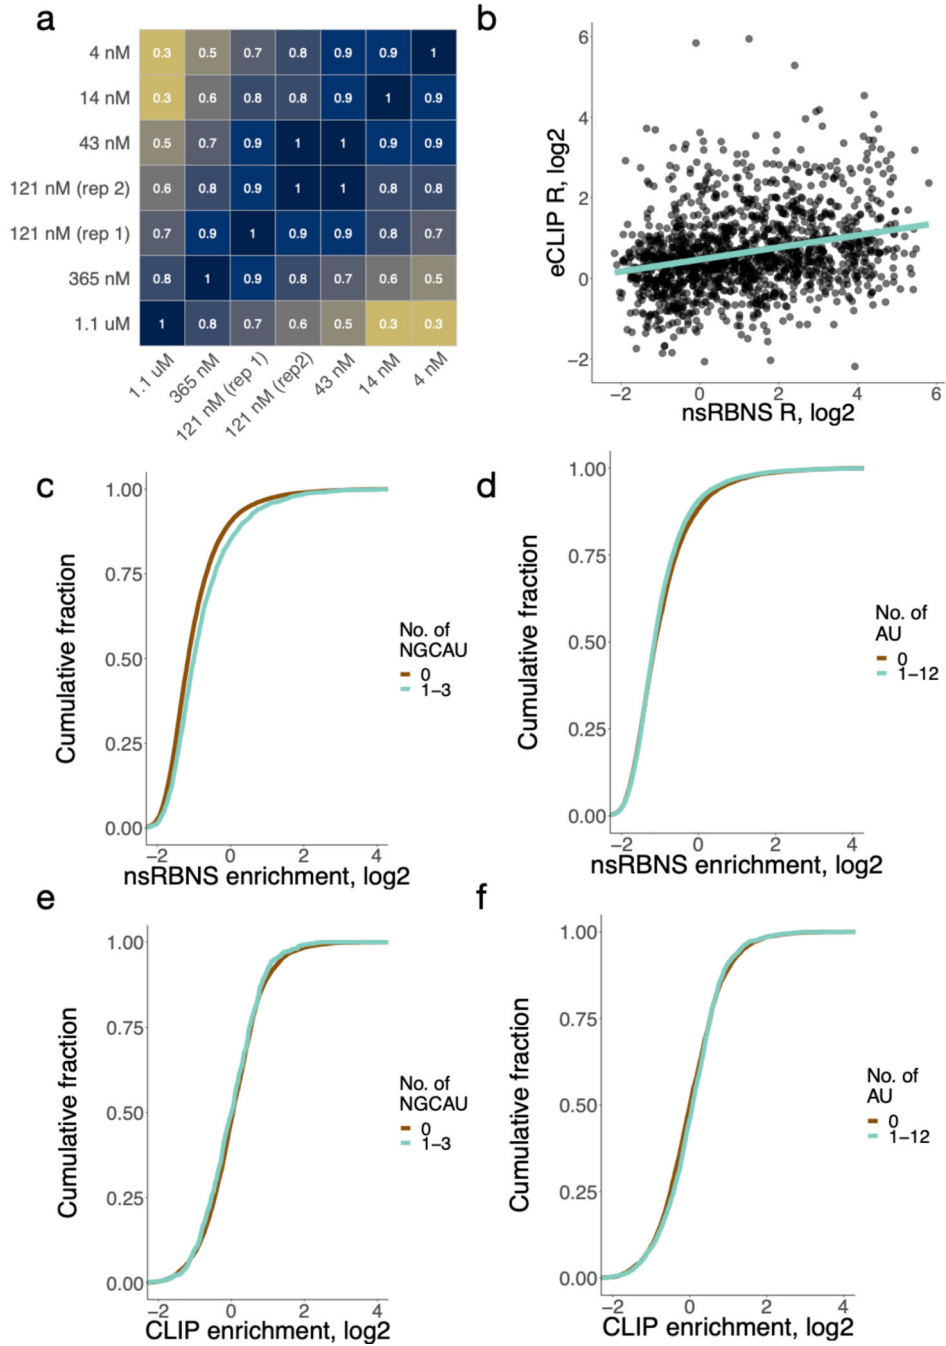 a
4 nM 0.3 0.5 0.7 0.8 0.9 0.9 1
14 nM 0.3 0.6 0.8 0.8 0.9 1 0.9
43 nM 0.5 0.7 0.9 1 1 0.9 0.9
121 nM (rep 2) 0.6 0.8 0.9 1 1 0.8 0.8
121 nM (rep 1) 0.7 0.9 1 0.9 0.9 0.8 0.7
365 nM 0.8 1 0.9 0.8 0.7 0.6 0.5
1.1 uM 1 0.8 0.7 0.6 0.5 0.3 0.3
1.1 uM
365 nM
121 nM (rep 1)
121 nM (rep2)
43 nM
14 nM
4 nM
b
eCLIP R, log2
6
4
2
0
−2
−2 0 2 4 6
nsRBNS R, log2
c
Cumulative fraction
1.00
0.75
0.50
0.25
0.00
−2 0 2 4
nsRBNS enrichment, log2
No. of
NGCAU
0
1−3
d
Cumulative fraction
1.00
0.75
0.50
0.25
0.00
−2 0 2 4
nsRBNS enrichment, log2
No. of
AU
0
1−12
e
Cumulative fraction
1.00
0.75
0.50
0.25
0.00
−2 0 2 4
CLIP enrichment, log2
No. of
NGCAU
0
1−3
f
Cumulative fraction
1.00
0.75
0.50
0.25
0.00
−2 0 2 4
CLIP enrichment, log2
No. of
AU
0
1−12